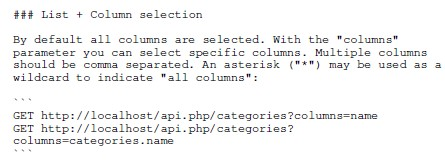 ### List + Column selection
By default all columns are selected. With the "columns"
parameter you can select specific columns. Multiple columns
should be comma separated. An asterisk ("*") may be used as a
wildcard to indicate "all columns":
```
GET http://localhost/api.php/categories?columns=name
GET http://localhost/api.php/categories?
columns=categories.name
```